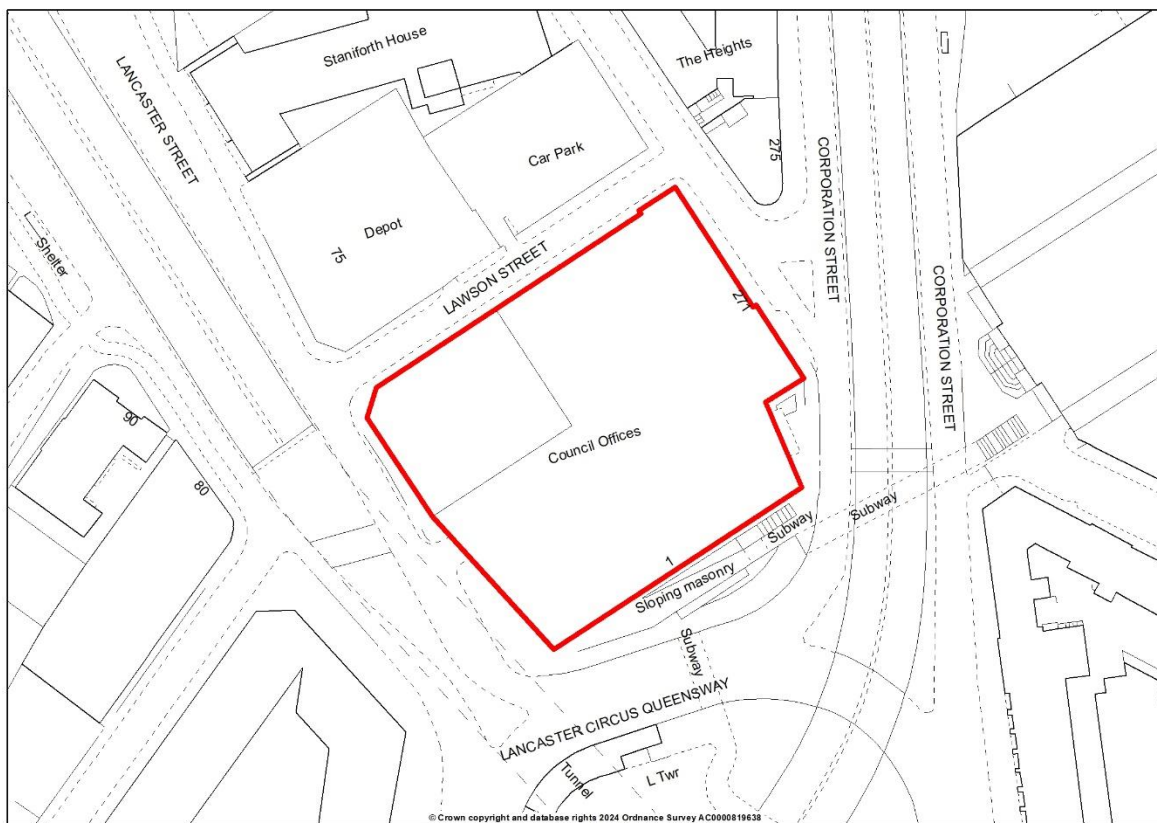 Staniforth House
The Heights
LANCASTER STREET
275
CORPORATION STREET
Car Park
Depot
75
Shelter
LAWSON STREET
271
CORPORATION STREET
90
Council Offices
80
Subway
Subway
1
Sloping masonry
Subway
LANCASTER CIRCUS QUEENSWAY
Tunnel
L Twr
© Crown copyright and database rights 2024 Ordnance Survey AC0000819638